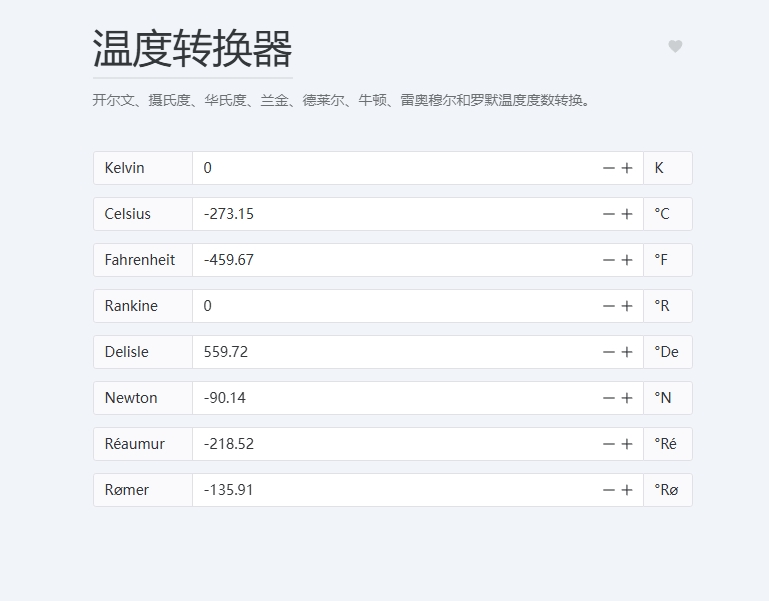 温度转换器
开尔文、摄氏度、华氏度、兰金、德莱尔、牛顿、雷奥穆尔和罗默温度度数转换。
Kelvin 0 K
Celsius -273.15 °C
Fahrenheit -459.67 °F
Rankine 0 °R
Delisle 559.72 °De
Newton -90.14 °N
Réaumur -218.52 °Ré
Rømer -135.91 °Rø